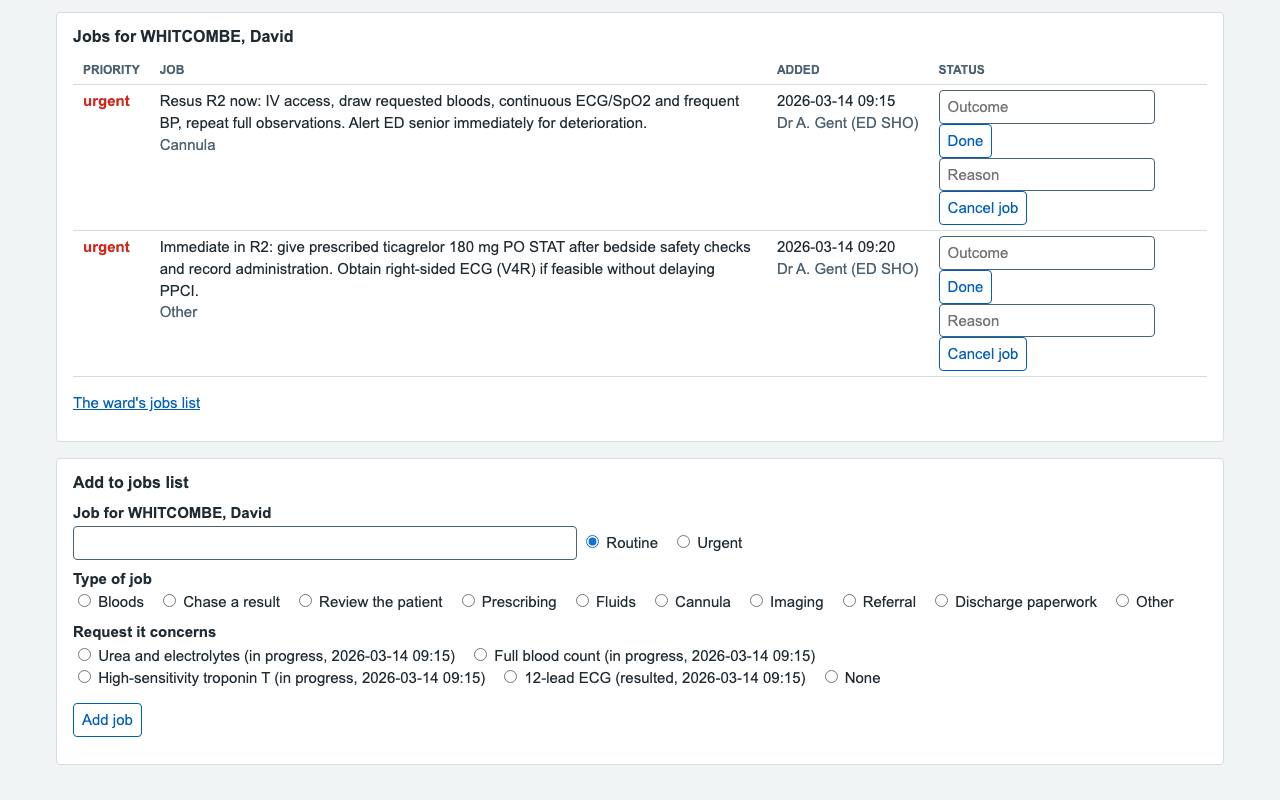 Jobs for WHITCOMBE, David
PRIORITY JOB ADDED STATUS
urgent Resus R2 now: IV access, draw requested bloods, continuous ECG/SpO2 and frequent 2026-03-14 09:15 Outcome
BP, repeat full observations. Alert ED senior immediately for deterioration. Dr A. Gent (ED SHO)
Cannula Done
Reason
Cancel job
urgent Immediate in R2: give prescribed ticagrelor 180 mg PO STAT after bedside safety checks 2026-03-14 09:20 Outcome
and record administration. Obtain right-sided ECG (V4R) if feasible without delaying Dr A. Gent (ED SHO)
PPCI. Done
Other
Reason
Cancel job
The ward's jobs list
Add to jobs list
Job for WHITCOMBE, David
Routine Urgent
Type of job
Bloods Chase a result Review the patient Prescribing Fluids Cannula Imaging Referral Discharge paperwork Other
Request it concerns
Urea and electrolytes (in progress, 2026-03-14 09:15) Full blood count (in progress, 2026-03-14 09:15)
High-sensitivity troponin T (in progress, 2026-03-14 09:15) 12-lead ECG (resulted, 2026-03-14 09:15) None
Add job